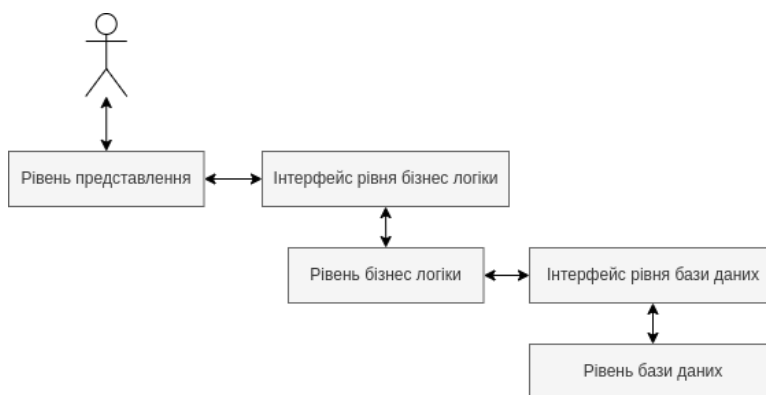 Рівень представлення
Інтерфейс рівня бізнес логіки
Рівень бізнес логіки
Інтерфейс рівня бази даних
Рівень бази даних